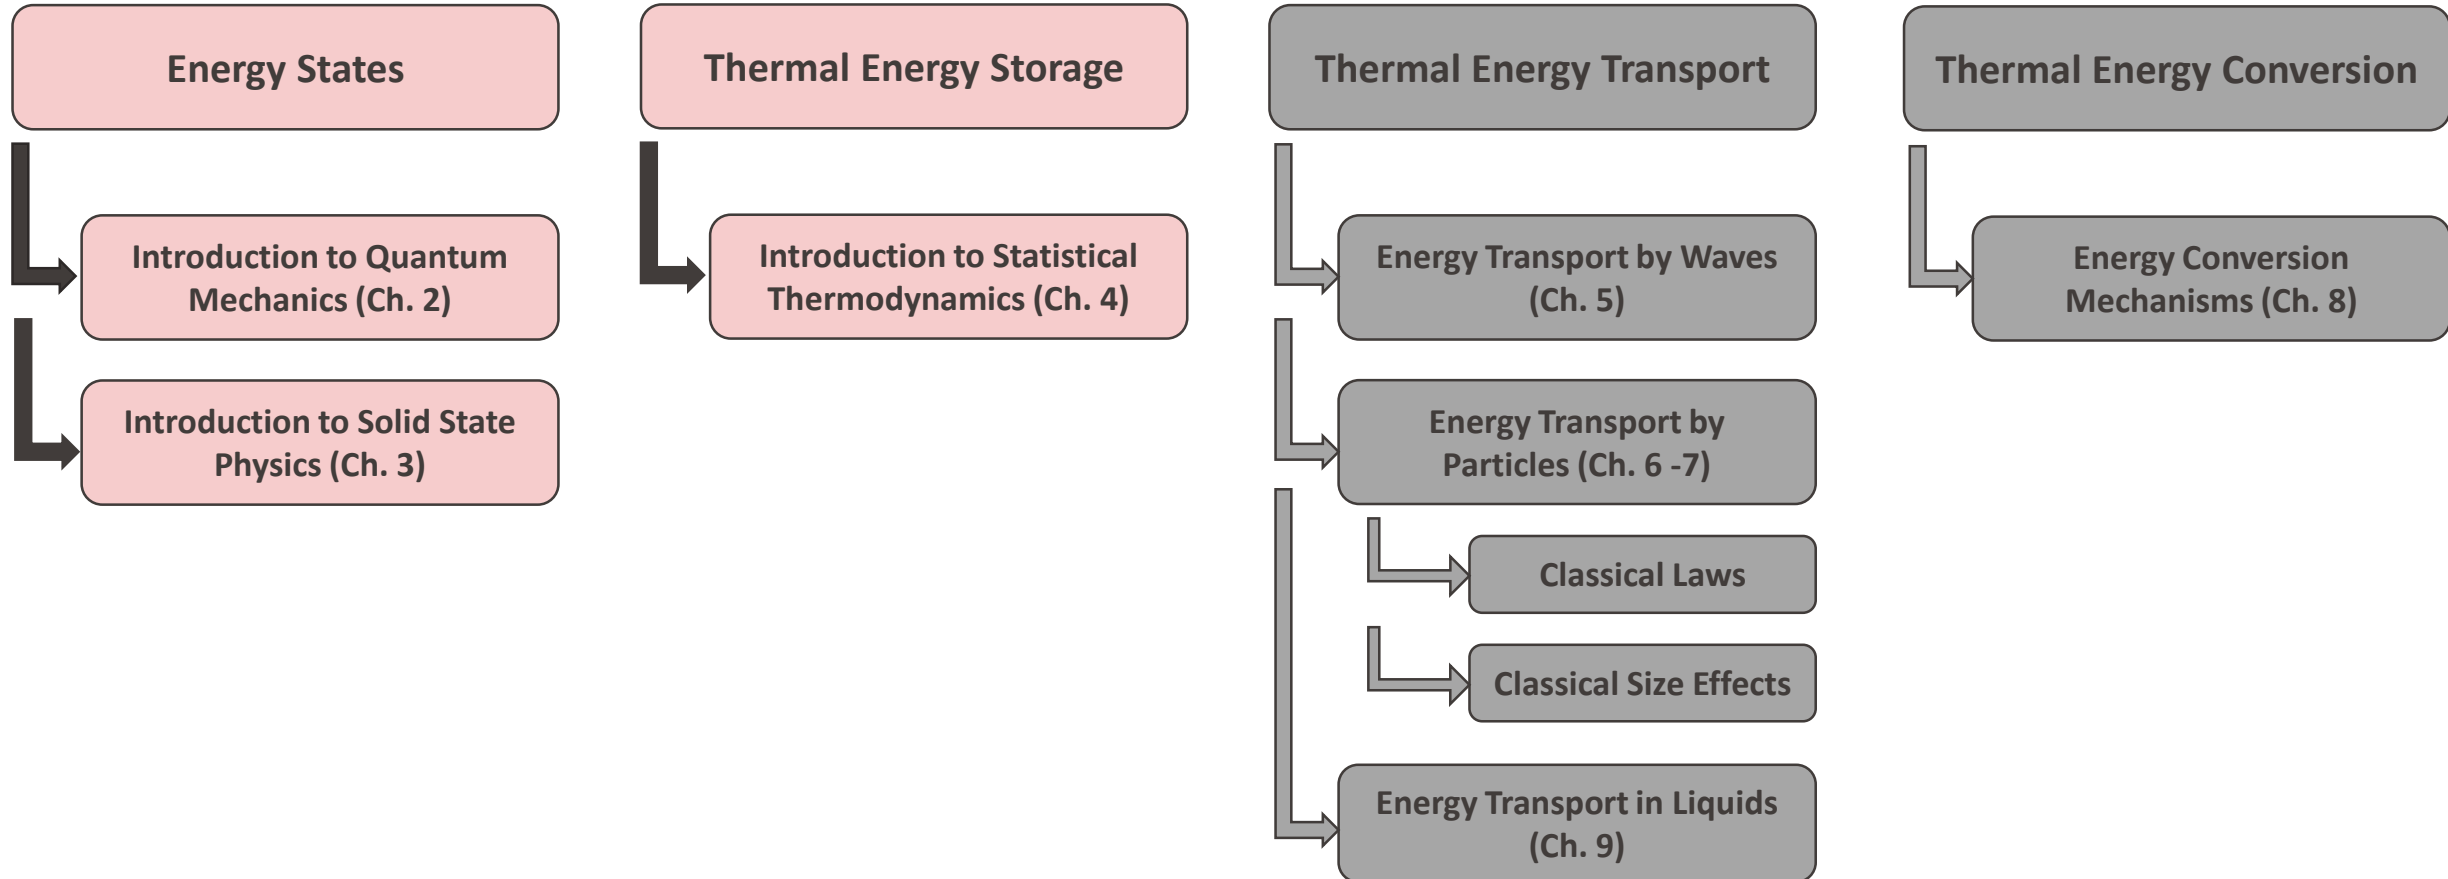 Energy States
Introduction to Quantum
Mechanics (Ch. 2)
Introduction to Solid State
Physics (Ch. 3)
Thermal Energy Storage
Introduction to Statistical
Thermodynamics (Ch. 4)
Thermal Energy Transport
Energy Transport by Waves
(Ch. 5)
Energy Transport by
Particles (Ch. 6 -7)
Classical Laws
Classical Size Effects
Energy Transport in Liquids
(Ch. 9)
Thermal Energy Conversion
Energy Conversion
Mechanisms (Ch. 8)